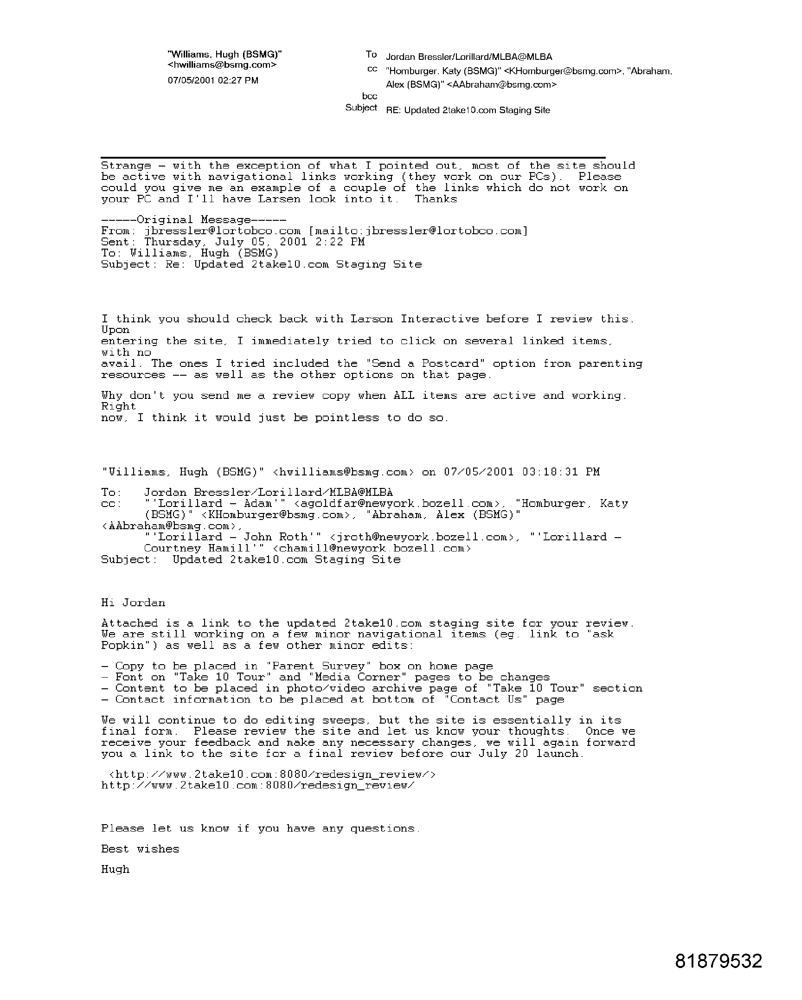 "Williams, Hugh (BSMG)"
<hwilliams@bsmg.com>
07/05/2001 02:27 PM
To Jordan Bressler/Lorillard/MLBA@MLBA
cc "Homburger, Katy (BSMG)" <KHomburger@bsmg.com>, "Abraham,
Alex (BSMG)" <AAbraham@bsmg.com>
bcc
Subject RE: Updated 2take10.com Staging Site
Strange - with the exception of what I pointed out, most of the site should
be active with navigational links working (they work on our PCs). Please
could you give me an example of a couple of the links which do not work on
your PC and I'll have Larsen look into it. Thanks
-----Original Message-----
From: jbressler@lortobco.com [mailto:jbressler@lortobco.com]
Sent: Thursday, July 05, 2001 2:22 PM
To: Williams, Hugh (BSMG)
Subject: Re: Updated 2take10.com Staging Site
I think you should check back with Larson Interactive before I review this.
Upon
entering the site, I immediately tried to click on several linked items,
with no
avail. The ones I tried included the "Send a Postcard" option from parenting
resources -- as well as the other options on that page.
Why don't you send me a review copy when ALL items are active and working.
Right
now, I think it would just be pointless to do so.
"Williams, Hugh (BSMG)" <hwilliams@bsmg.com> on 07/05/2001 03:18:31 PM
To: Jordan Bressler/Lorillard/MLBA@MLBA
cc: "'Lorillard - Adam'" <agoldfar@newyork.bozell.com>, "Homburger, Katy
(BSMG)" <KHomburger@bsmg.com>, "Abraham, Alex (BSMG)"
<AAbraham@bsmg.com>,
"'Lorillard - John Roth'" <jroth@newyork.bozell.com>, "'Lorillard -
Courtney Hamill'" <chamill@newyork.bozell.com>
Subject: Updated 2take10.com Staging Site
Hi Jordan
Attached is a link to the updated 2take10.com staging site for your review.
We are still working on a few minor navigational items (eg. link to "ask
Popkin") as well as a few other minor edits:
- Copy to be placed in "Parent Survey" box on home page
- Font on "Take 10 Tour" and "Media Corner" pages to be changes
- Content to be placed in photo/video archive page of "Take 10 Tour" section
- Contact information to be placed at bottom of "Contact Us" page
We will continue to do editing sweeps, but the site is essentially in its
final form. Please review the site and let us know your thoughts. Once we
receive your feedback and make any necessary changes, we will again forward
you a link to the site for a final review before our July 20 launch.
<http://www.2take10.com:8080/redesign_review/>
http://www.2take10.com:8080/redesign_review/
Please let us know if you have any questions.
Best wishes
Hugh
81879532